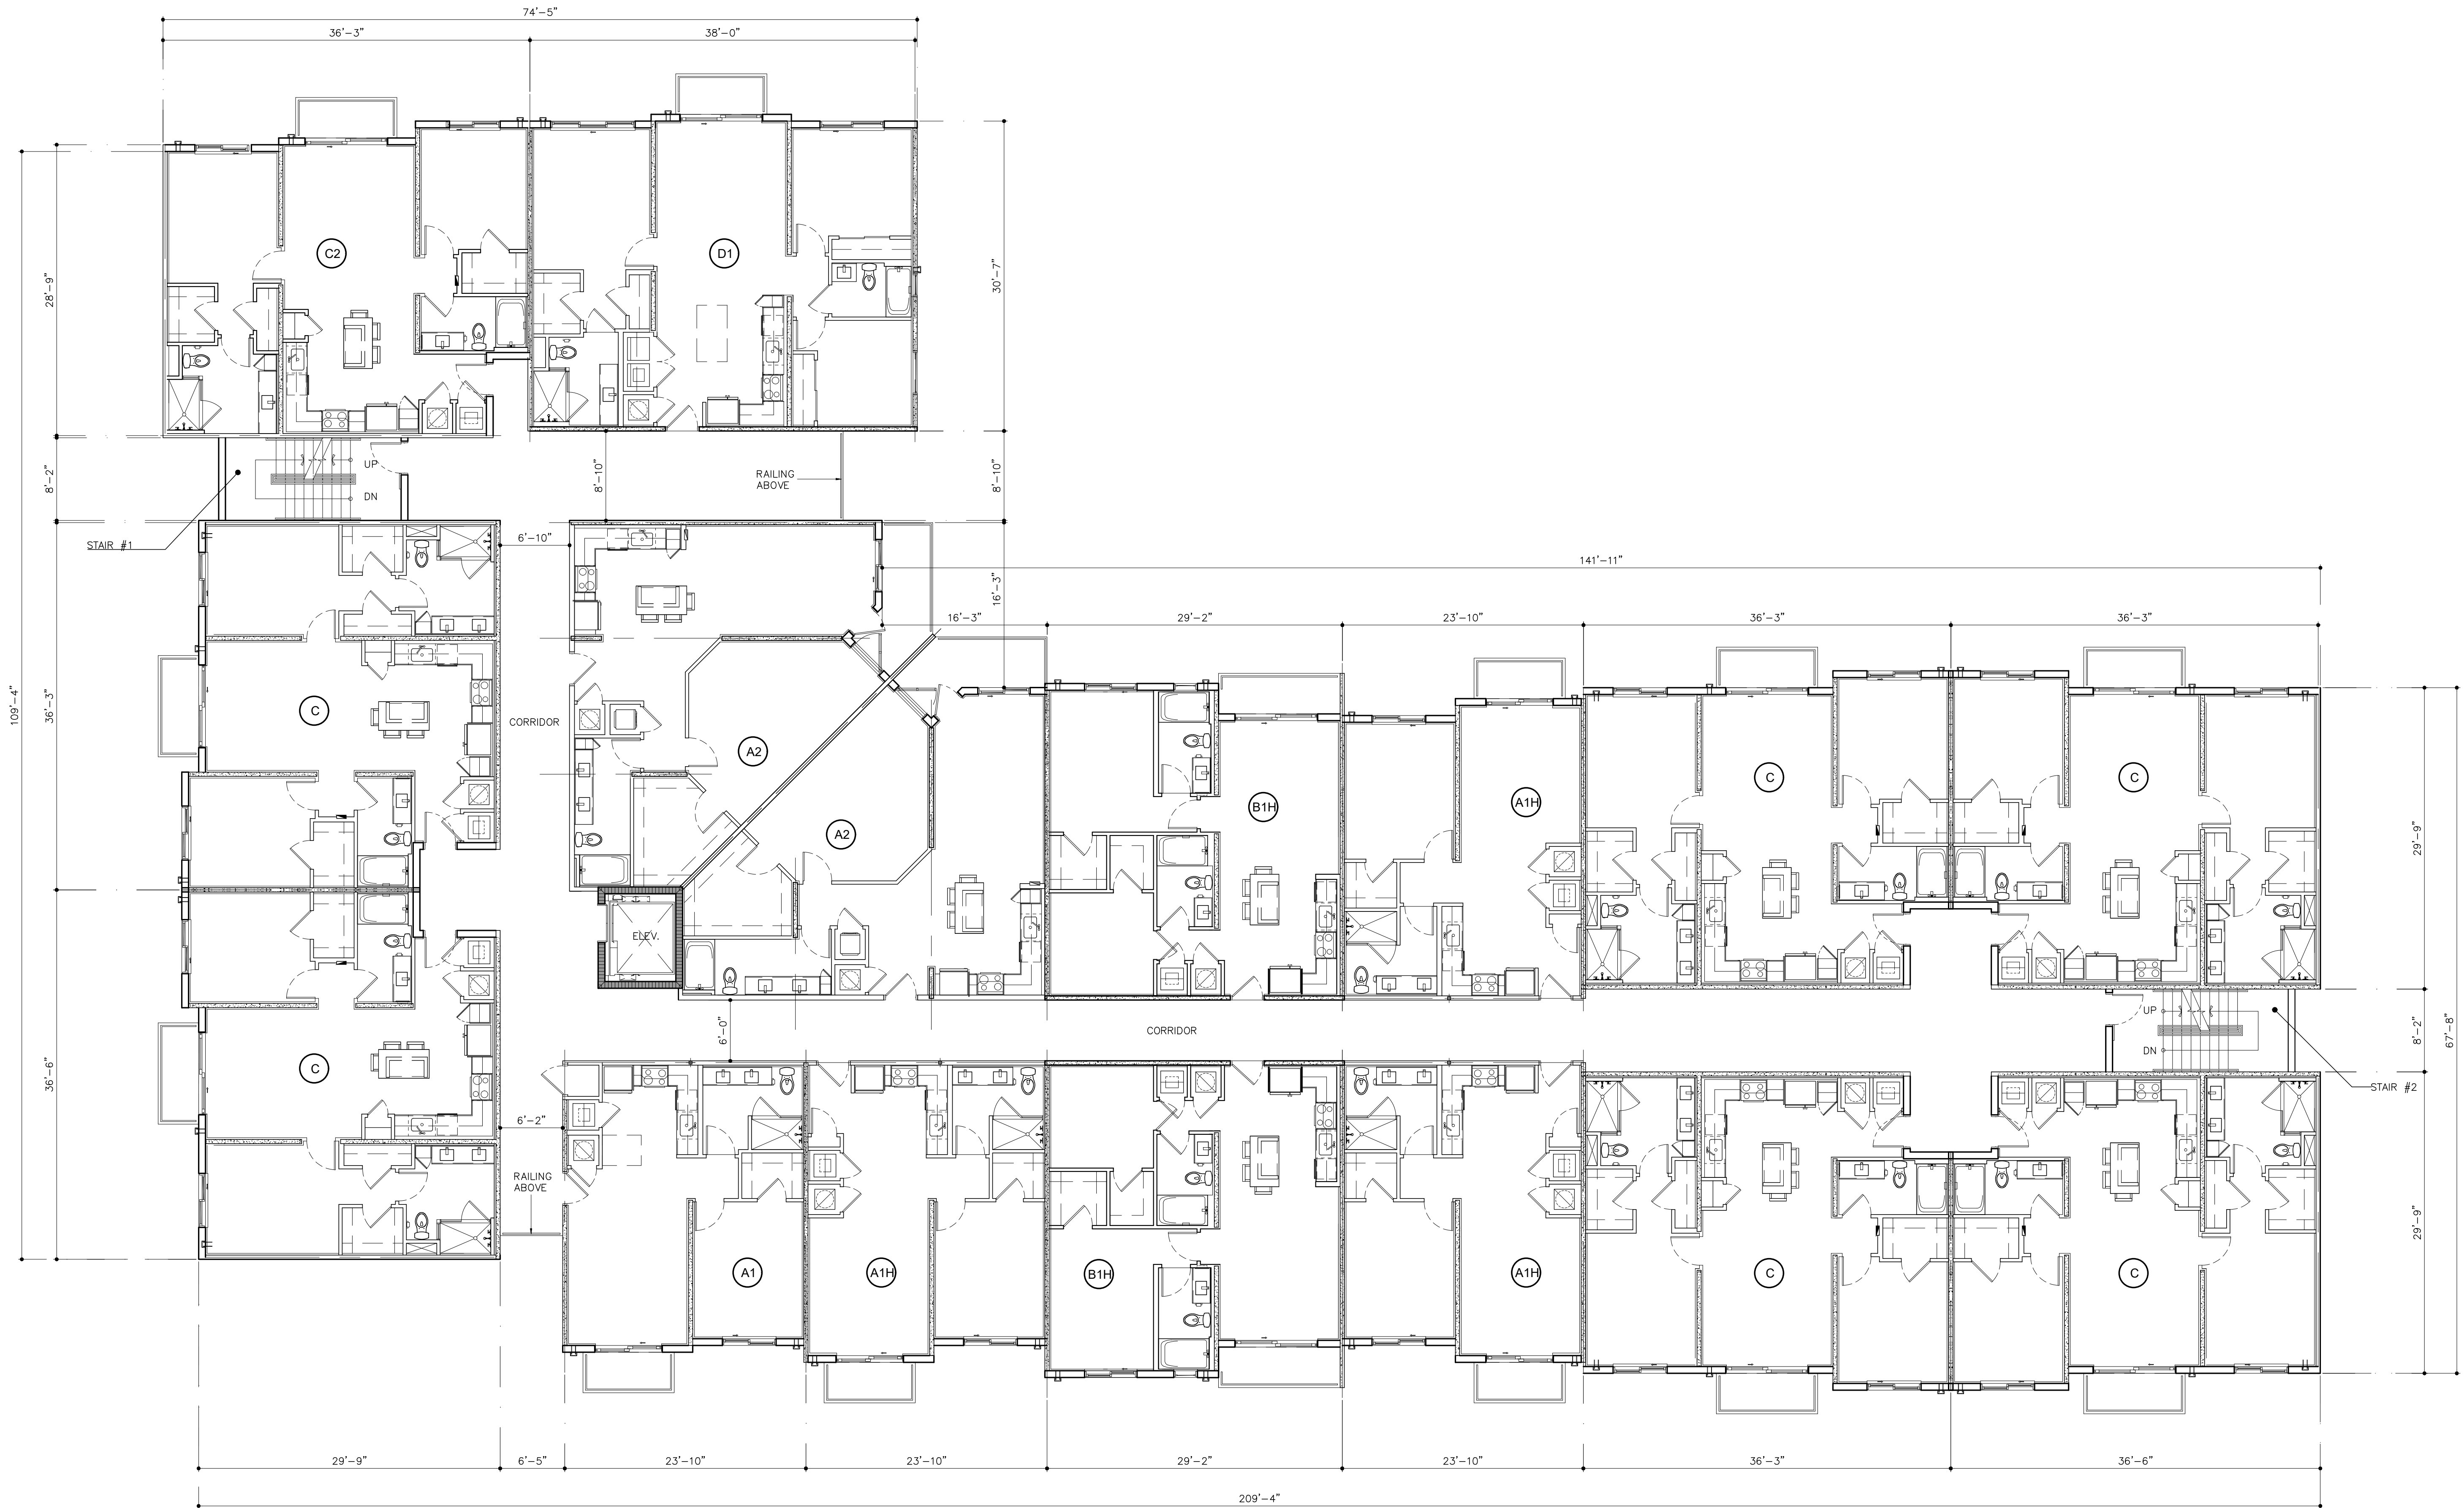 74'-5"
36'-3"
38'-0"
C2
D1
28'-9"
30'-7"
8'-2"
UP
DN
8'-10"
RAILING
ABOVE
8'-10"
STAIR #1
6'-10"
141'-11"
16'-3"
16'-3"
29'-2"
23'-10"
36'-3"
36'-3"
109'-4"
36'-3"
C
CORRIDOR
A2
A2
B1H
A1H
C
C
29'-9"
ELEV.
6'-0"
CORRIDOR
UP
DN
8'-2"
67'-8"
STAIR #2
36'-6"
C
6'-2"
RAILING
ABOVE
A1
A1H
B1H
A1H
C
C
29'-9"
29'-9"
6'-5"
23'-10"
23'-10"
29'-2"
23'-10"
36'-3"
36'-6"
209'-4"